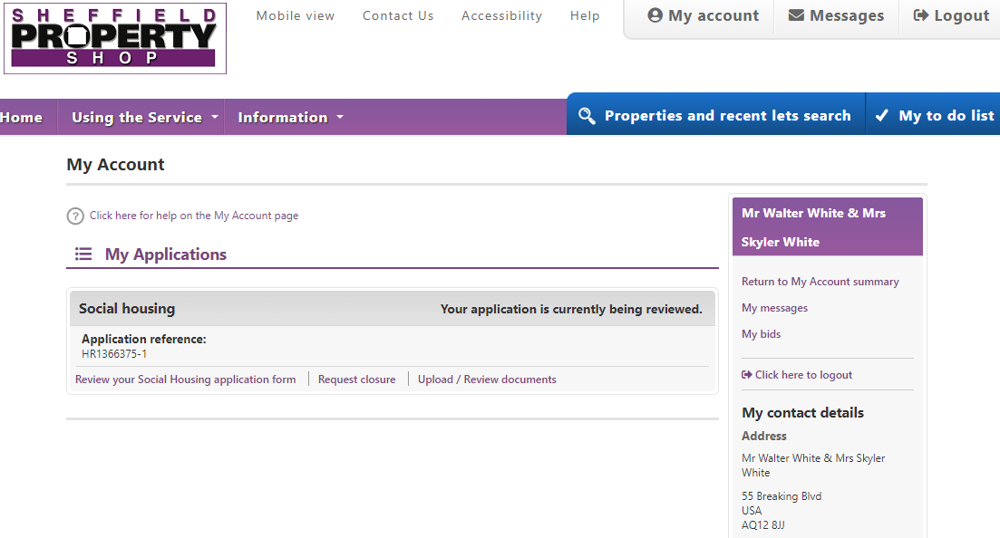 SHEFFIELD
PROPERTY
SHOP
Mobile view Contact Us Accessibility Help
My account Messages Logout
Home Using the Service Information
Properties and recent lets search My to do list
My Account
? Click here for help on the My Account page
My Applications
Social housing Your application is currently being reviewed.
Application reference:
HR1366375-1
Review your Social Housing application form Request closure Upload / Review documents
Mr Walter White & Mrs
Skyler White
Return to My Account summary
My messages
My bids
Click here to logout
My contact details
Address
Mr Walter White & Mrs Skyler
White
55 Breaking Blvd
USA
AQ12 8JJ